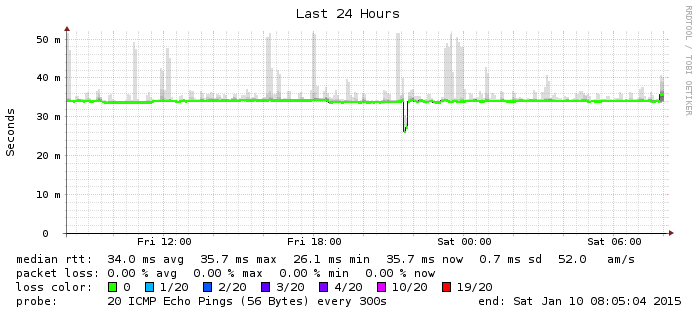 Last 24 Hours
RRDTOOL / TOBI OETIKER
Seconds
50 m
40 m
30 m
20 m
10 m
0
Fri 12:00 Fri 18:00 Sat 00:00 Sat 06:00
median rtt: 34.0 ms avg 35.7 ms max 26.1 ms min 35.7 ms now 0.7 ms sd 52.0 am/s
packet loss: 0.00 % avg 0.00 % max 0.00 % min 0.00 % now
loss color: 0 1/20 2/20 3/20 4/20 10/20 19/20
probe: 20 ICMP Echo Pings (56 Bytes) every 300s end: Sat Jan 10 08:05:04 2015